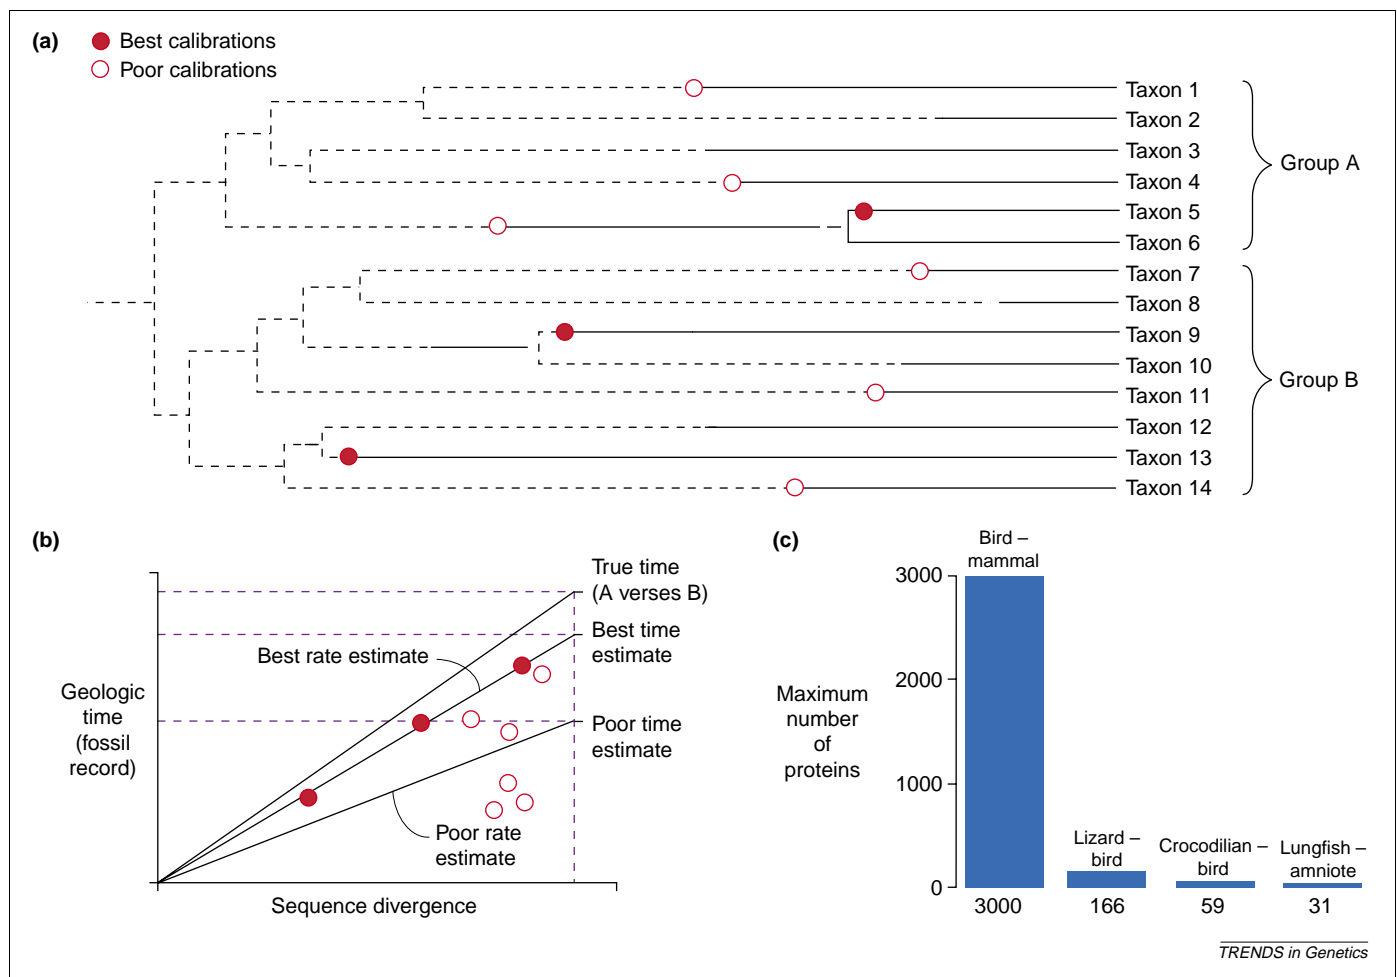 (a)
Best calibrations
Poor calibrations
Taxon 1
Taxon 2
Taxon 3
Taxon 4
Taxon 5
Taxon 6
Taxon 7
Taxon 8
Taxon 9
Taxon 10
Taxon 11
Taxon 12
Taxon 13
Taxon 14
Group A
Group B
(b)
Geologic
time
(fossil
record)
Best rate estimate
Poor rate
estimate
True time
(A verses B)
Best time
estimate
Poor time
estimate
Sequence divergence
(c)
Maximum
number
of
proteins
3000
2000
1000
0
Bird –
mammal
Lizard –
bird
Crocodilian –
bird
Lungfish –
amniote
3000
166
59
31
TRENDS in Genetics